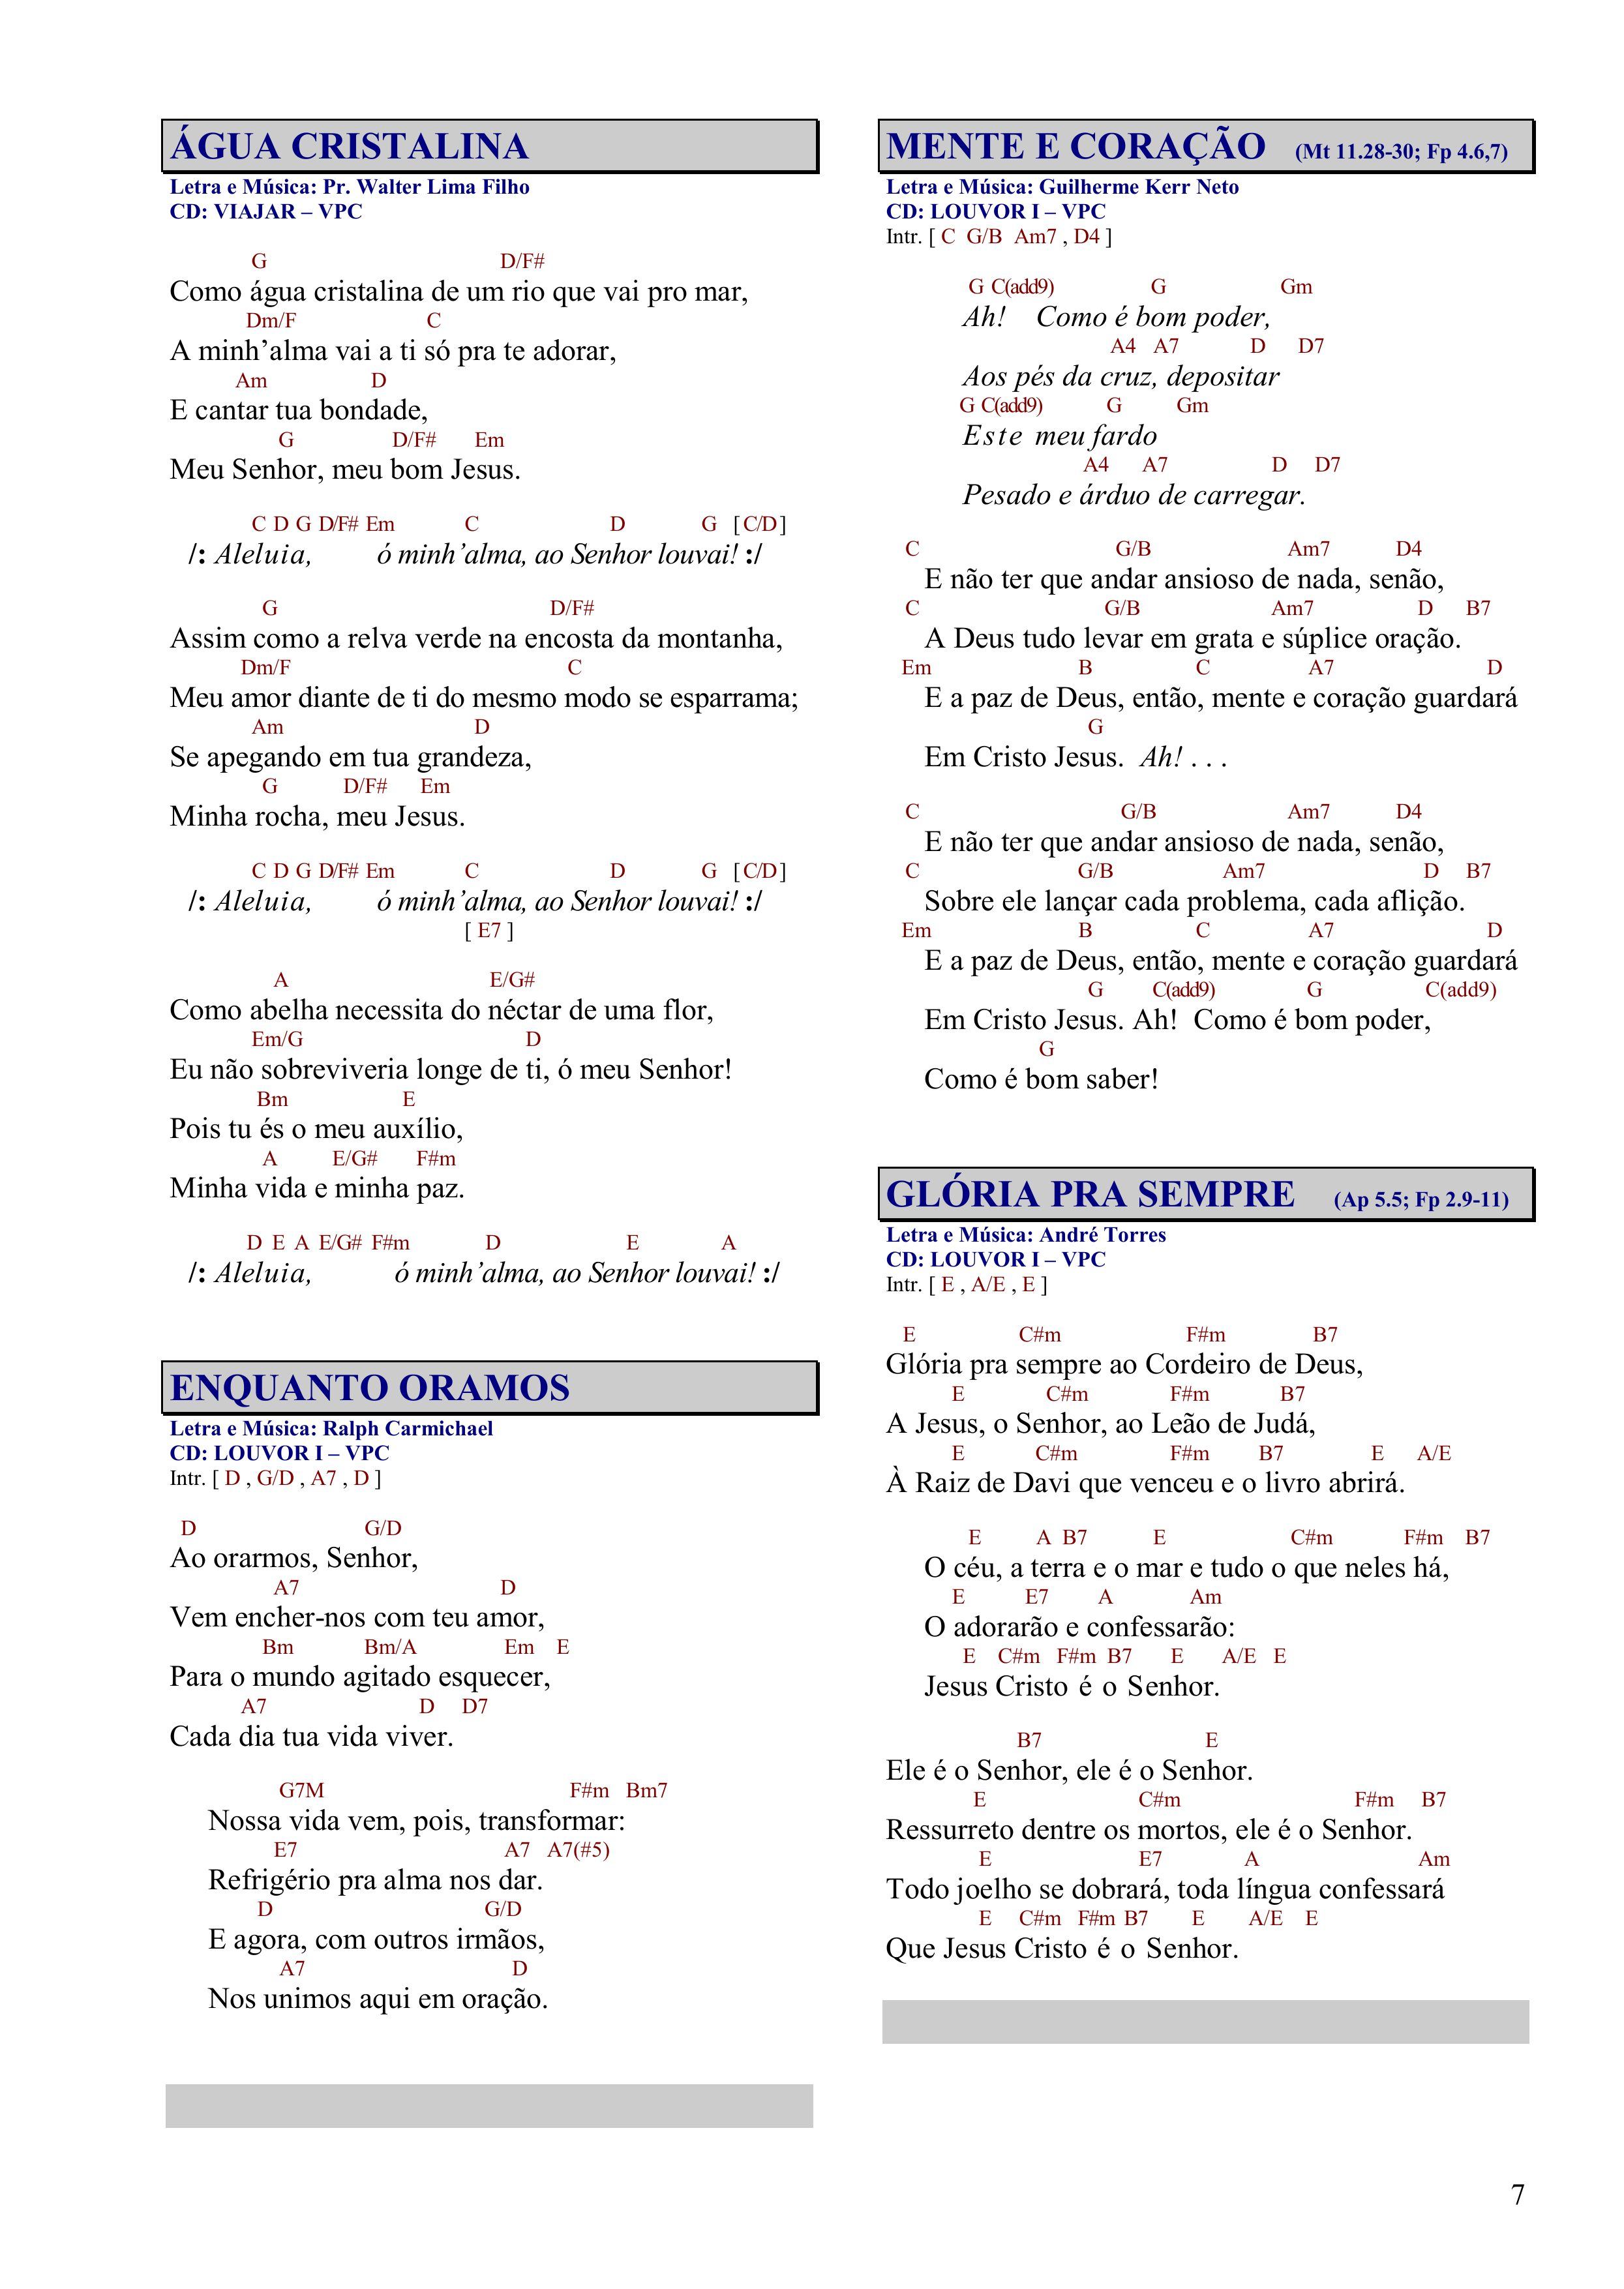 ÁGUA CRISTALINA
Letra e Música: Pr. Walter Lima Filho
CD: VIAJAR – VPC
G D/F#
Como água cristalina de um rio que vai pro mar,
Dm/F C
A minh’alma vai a ti só pra te adorar,
Am D
E cantar tua bondade,
G D/F# Em
Meu Senhor, meu bom Jesus.
C D G D/F# Em C D G [C/D]
/: Aleluia, ó minh’alma, ao Senhor louvai! :/
G D/F#
Assim como a relva verde na encosta da montanha,
Dm/F C
Meu amor diante de ti do mesmo modo se esparrama;
Am D
Se apegando em tua grandeza,
G D/F# Em
Minha rocha, meu Jesus.
C D G D/F# Em C D G [C/D]
/: Aleluia, ó minh’alma, ao Senhor louvai! :/
[ E7 ]
A E/G#
Como abelha necessita do néctar de uma flor,
Em/G D
Eu não sobreviveria longe de ti, ó meu Senhor!
Bm E
Pois tu és o meu auxílio,
A E/G# F#m
Minha vida e minha paz.
D E A E/G# F#m D E A
/: Aleluia, ó minh’alma, ao Senhor louvai! :/
ENQUANTO ORAMOS
Letra e Música: Ralph Carmichael
CD: LOUVOR I – VPC
Intr. [ D , G/D , A7 , D ]
D G/D
Ao orarmos, Senhor,
A7 D
Vem encher-nos com teu amor,
Bm Bm/A Em E
Para o mundo agitado esquecer,
A7 D D7
Cada dia tua vida viver.
G7M F#m Bm7
Nossa vida vem, pois, transformar:
E7 A7 A7(#5)
Refrigério pra alma nos dar.
D G/D
E agora, com outros irmãos,
A7 D
Nos unimos aqui em oração.
MENTE E CORAÇÃO (Mt 11.28-30; Fp 4.6,7)
Letra e Música: Guilherme Kerr Neto
CD: LOUVOR I – VPC
Intr. [ C G/B Am7 , D4 ]
G C(add9) G Gm
Ah! Como é bom poder,
A4 A7 D D7
Aos pés da cruz, depositar
G C(add9) G Gm
Este meu fardo
A4 A7 D D7
Pesado e árduo de carregar.
C G/B Am7 D4
E não ter que andar ansioso de nada, senão,
C G/B Am7 D B7
A Deus tudo levar em grata e súplice oração.
Em B C A7 D
E a paz de Deus, então, mente e coração guardará
G
Em Cristo Jesus. Ah! . . .
C G/B Am7 D4
E não ter que andar ansioso de nada, senão,
C G/B Am7 D B7
Sobre ele lançar cada problema, cada aflição.
Em B C A7 D
E a paz de Deus, então, mente e coração guardará
G C(add9) G C(add9)
Em Cristo Jesus. Ah! Como é bom poder,
G
Como é bom saber!
GLÓRIA PRA SEMPRE (Ap 5.5; Fp 2.9-11)
Letra e Música: André Torres
CD: LOUVOR I – VPC
Intr. [ E , A/E , E ]
E C#m F#m B7
Glória pra sempre ao Cordeiro de Deus,
E C#m F#m B7
A Jesus, o Senhor, ao Leão de Judá,
E C#m F#m B7 E A/E
À Raiz de Davi que venceu e o livro abrirá.
E A B7 E C#m F#m B7
O céu, a terra e o mar e tudo o que neles há,
E E7 A Am
O adorarão e confessarão:
E C#m F#m B7 E A/E E
Jesus Cristo é o Senhor.
B7 E
Ele é o Senhor, ele é o Senhor.
E C#m F#m B7
Ressurreto dentre os mortos, ele é o Senhor.
E E7 A Am
Todo joelho se dobrará, toda língua confessará
E C#m F#m B7 E A/E E
Que Jesus Cristo é o Senhor.
7